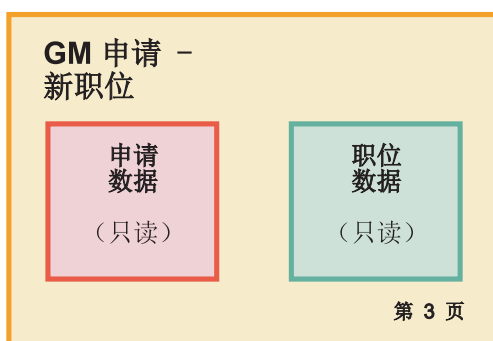 GM 申请 –
新职位
申请
数据
（只读）
职位
数据
（只读）
第 3 页